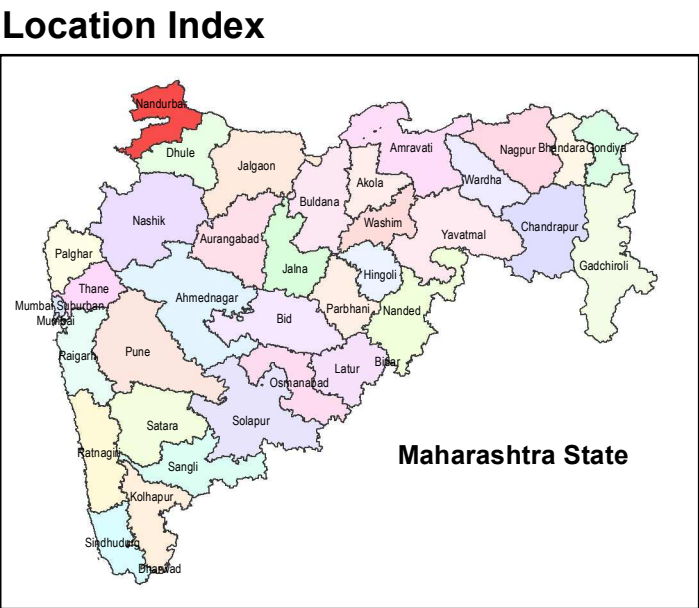 Location Index
Nandurbar
Dhule
Jalgaon
Amravati
Nagpur
Bhandara
Gondiya
Akola
Wardha
Buldana
Nashik
Washim
Chandrapur
Aurangabad
Yavatmal
Palghar
Jalna
Hingoli
Gadchiroli
Thane
Ahmednagar
Mumbai Suburban
Mumbai
Parbhani
Nanded
Bid
Raigarh
Pune
Bidar
Latur
Osmanabad
Satara
Solapur
Ratnagiri
Maharashtra State
Sangli
Kolhapur
Sindhudurg
Dharwad